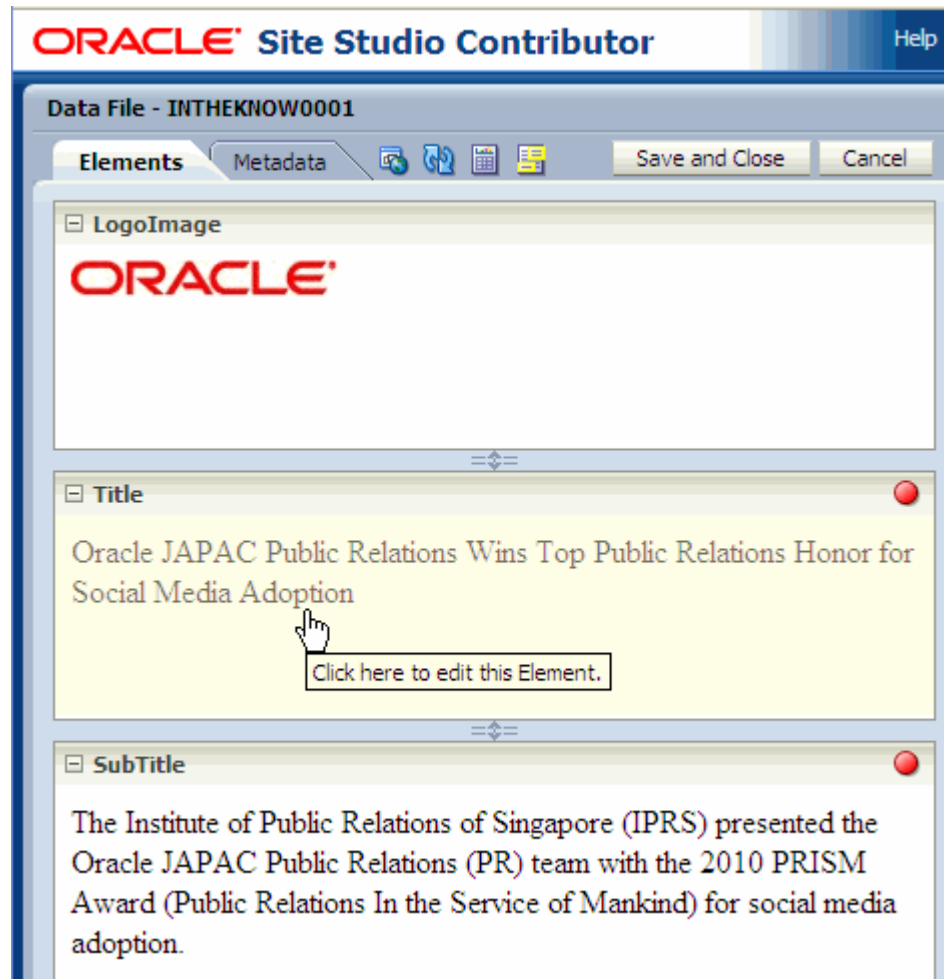 ORACLE Site Studio Contributor Help
Data File - INTHEKNOW0001
Elements Metadata Save and Close Cancel
LogoImage
ORACLE
Title
Oracle JAPAC Public Relations Wins Top Public Relations Honor for
Social Media Adoption
Click here to edit this Element.
SubTitle
The Institute of Public Relations of Singapore (IPRS) presented the
Oracle JAPAC Public Relations (PR) team with the 2010 PRISM
Award (Public Relations In the Service of Mankind) for social media
adoption.